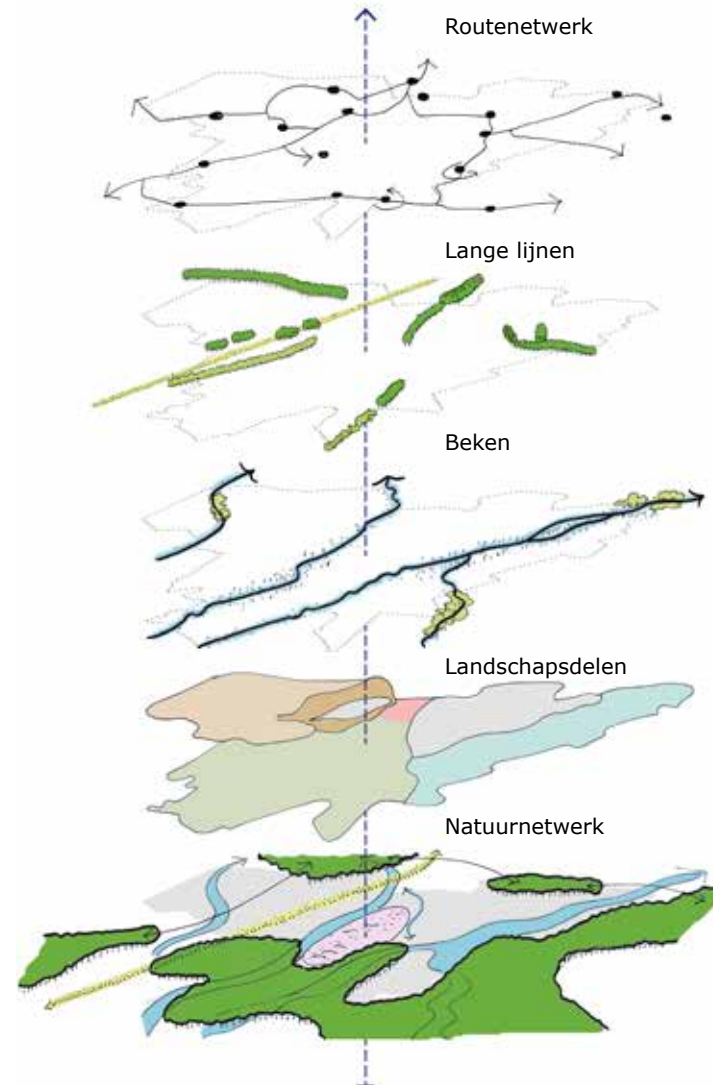 Routenetwerk
Lange lijnen
Beken
Landschapsdelen
Natuurnetwerk